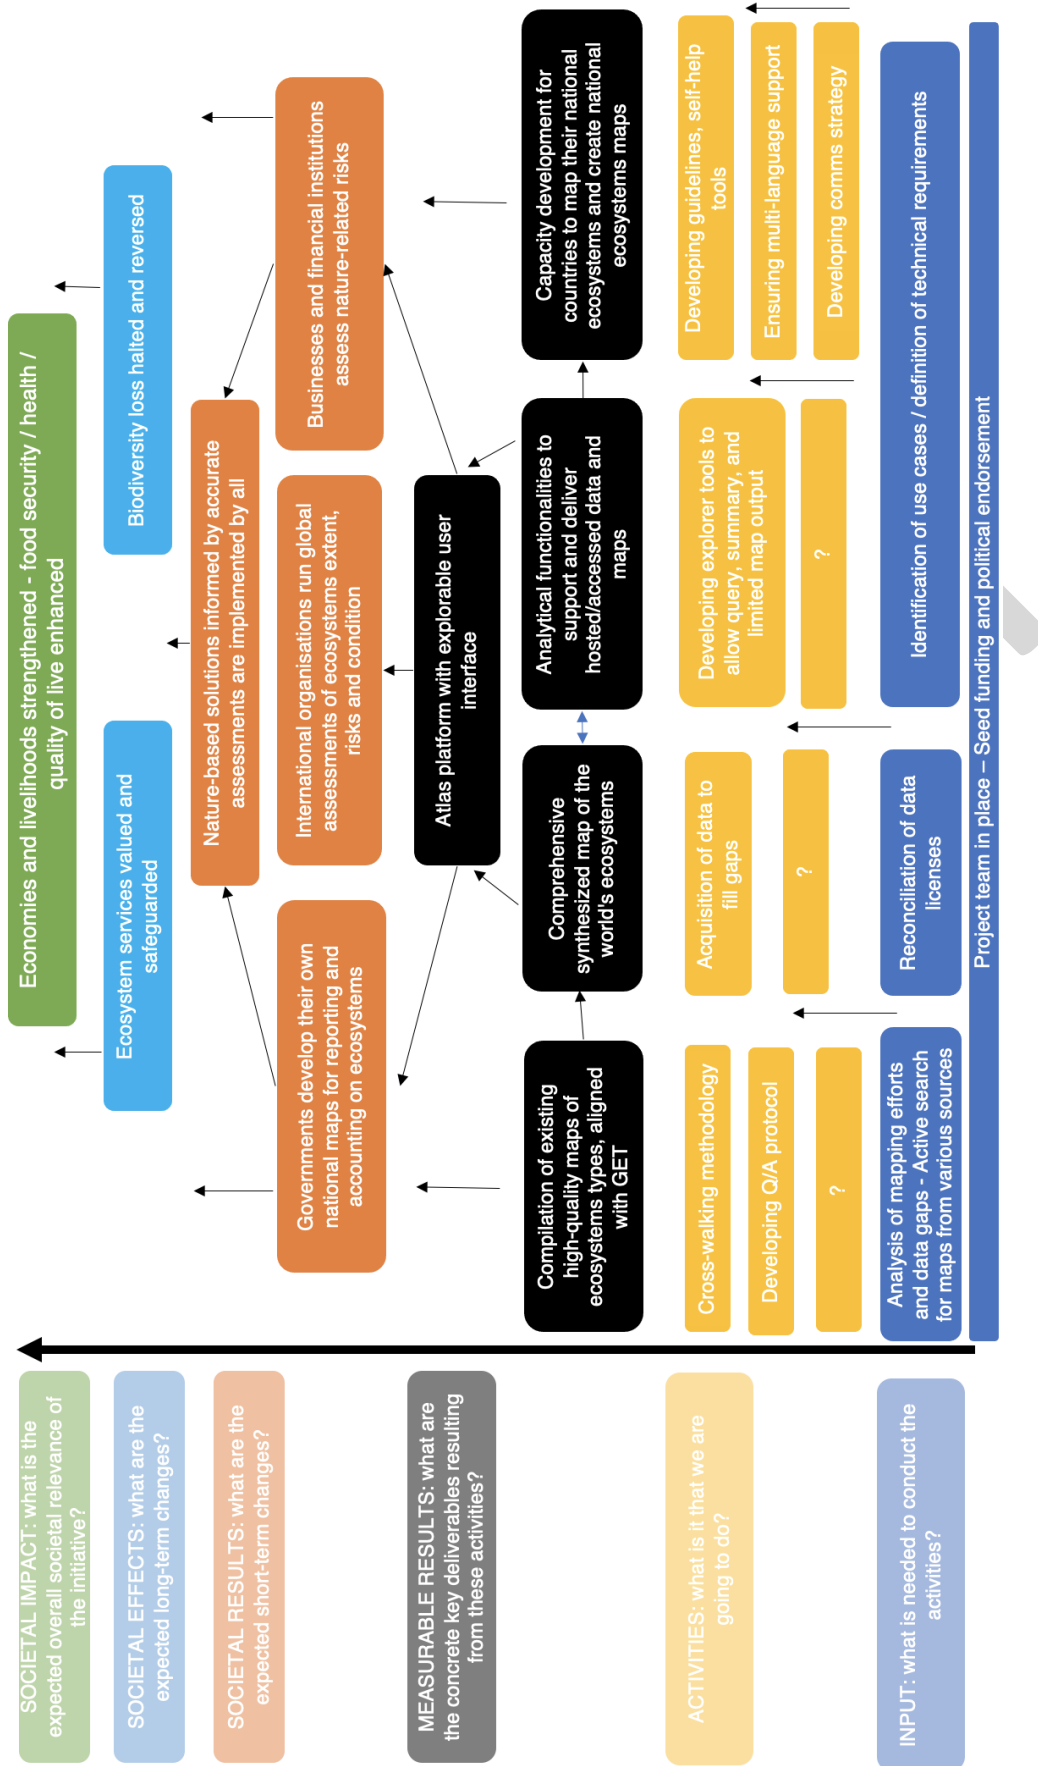 SOCIETAL IMPACT: what is the
expected overall societal relevance of
the initiative?
Economies and livelihoods strengthened - food security / health /
quality of live enhanced
SOCIETAL EFFECTS: what are the
expected long-term changes?
Ecosystem services valued and
safeguarded
Biodiversity loss halted and reversed
SOCIETAL RESULTS: what are the
expected short-term changes?
Nature-based solutions informed by accurate
assessments are implemented by all
Governments develop their own
national maps for reporting and
accounting on ecosystems
International organisations run global
assessments of ecosystems extent,
risks and condition
Businesses and financial institutions
assess nature-related risks
MEASURABLE RESULTS: what are
the concrete key deliverables resulting
from these activities?
Atlas platform with explorable user
interface
Compilation of existing
high-quality maps of
ecosystems types, aligned
with GET
Comprehensive
synthesized map of the
world's ecosystems
Analytical functionalities to
support and deliver
hosted/accessed data and
maps
Capacity development for
countries to map their national
ecosystems and create national
ecosystems maps
ACTIVITIES: what is it that we are
going to do?
Cross-walking methodology
Developing Q/A protocol
?
Acquisition of data to
fill gaps
?
Developing explorer tools to
allow query, summary, and
limited map output
?
Developing guidelines, self-help
tools
Ensuring multi-language support
Developing comms strategy
INPUT: what is needed to conduct the
activities?
Analysis of mapping efforts
and data gaps - Active search
for maps from various sources
Reconciliation of data
licenses
Identification of use cases / definition of technical requirements
Project team in place – Seed funding and political endorsement